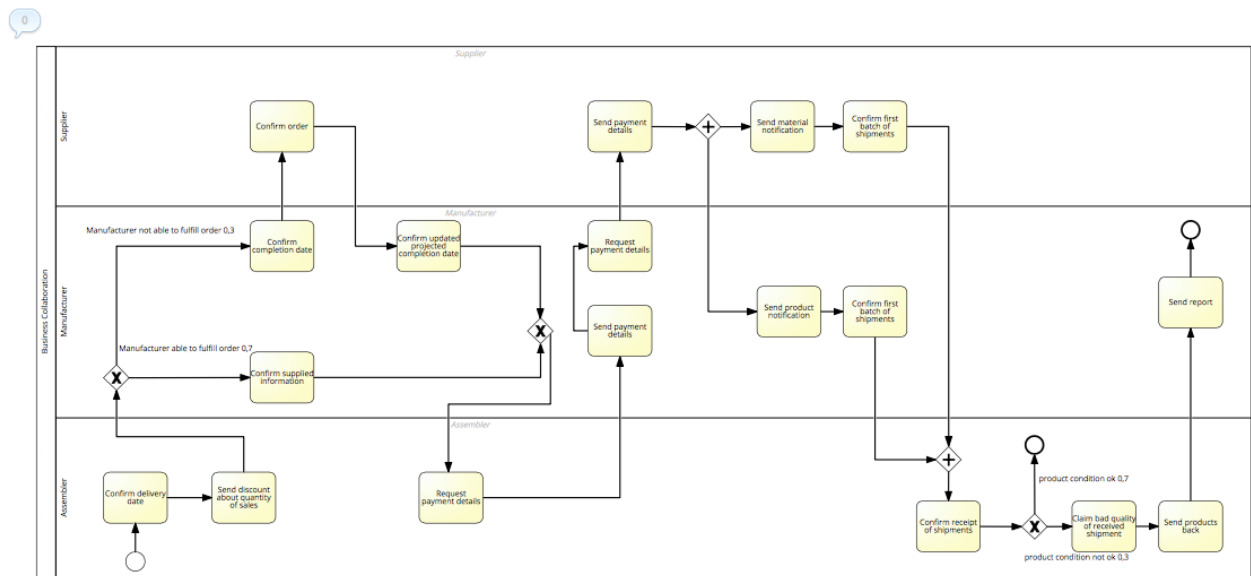 0
Supplier
Supplier
Confirm order
Send payment
details
Send material
notification
Confirm first
batch of
shipments
Business Collaboration
Manufacturer
Manufacturer
Manufacturer not able to fulfill order 0,3
Confirm
completion date
Confirm updated
projected
completion date
Request
payment details
Send payment
details
Send product
notification
Confirm first
batch of
shipments
Send report
Manufacturer able to fulfill order 0,7
Confirm supplied
information
Assembler
Assembler
Confirm delivery
date
Send discount
about quantity
of sales
Request
payment details
product condition ok 0,7
Confirm receipt
of shipments
Claim bad quality
of received
shipment
Send products
back
product condition not ok 0,3